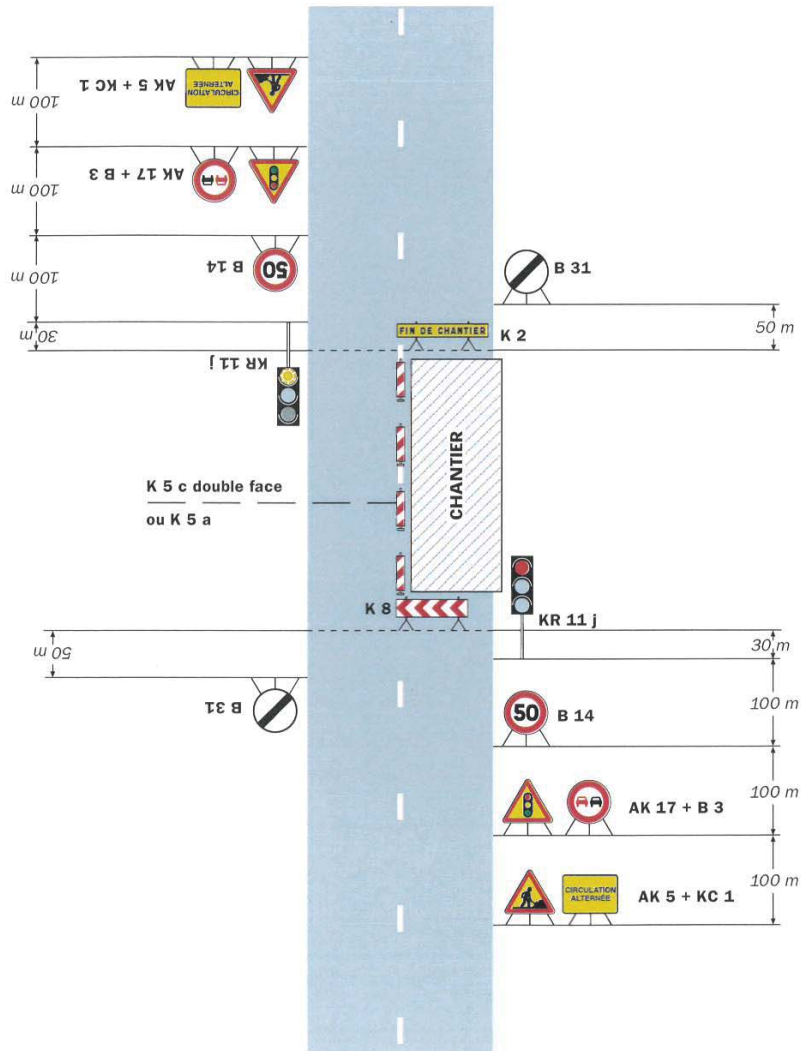 100 m
CIRCULATION
ALTERNÉE
AK 5 + KC 1
100 m
AK 17 + B 3
100 m
50
B 14
30 m
KR 11 j
B 31
50 m
FIN DE CHANTIER
K 2
CHANTIER
K 5 c double face
ou K 5 a
K 8
KR 11 j
30 m
50 m
B 31
50
B 14
100 m
AK 17 + B 3
100 m
CIRCULATION
ALTERNÉE
AK 5 + KC 1
100 m